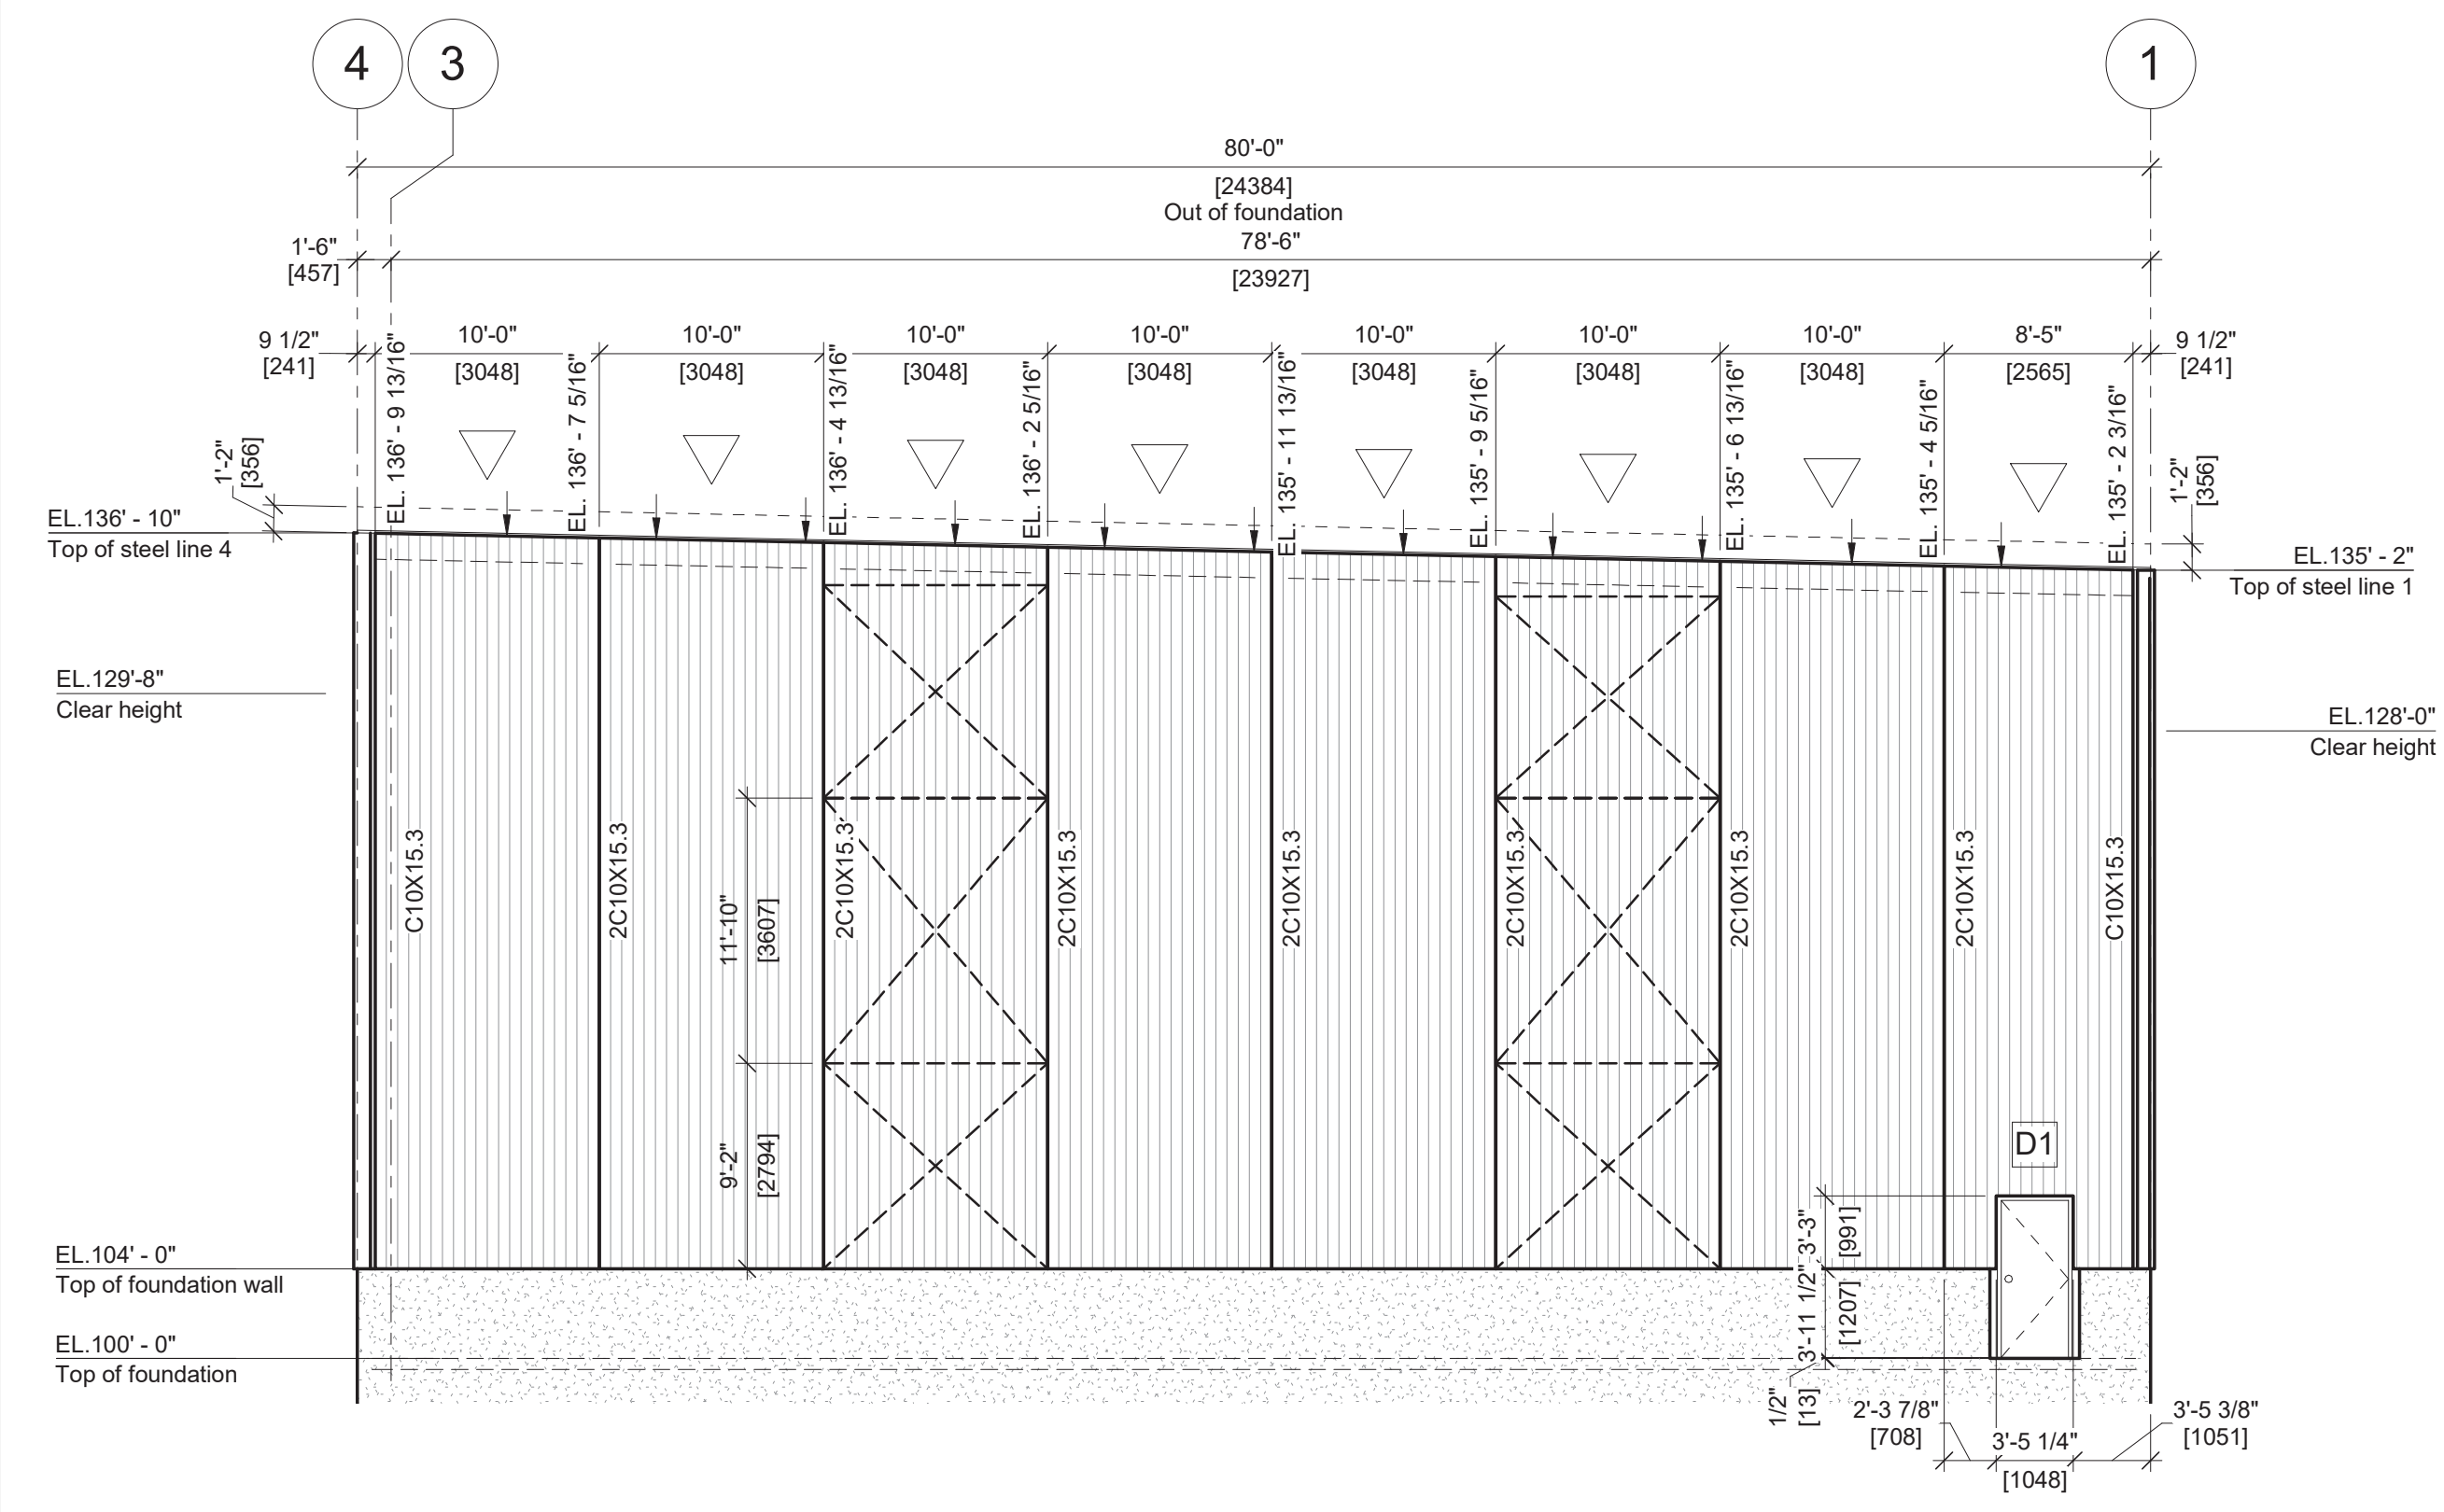 4
3
1
80'-0"
[24384]
Out of foundation
1'-6"
[457]
78'-6"
[23927]
9 1/2"
[241]
10'-0"
[3048]
10'-0"
[3048]
10'-0"
[3048]
10'-0"
[3048]
10'-0"
[3048]
10'-0"
[3048]
10'-0"
[3048]
8'-5"
[2565]
9 1/2"
[241]
EL. 136' - 9 13/16"
EL. 136' - 7 5/16"
EL. 136' - 4 13/16"
EL. 136' - 2 5/16"
EL. 135' - 11 13/16"
EL. 135' - 9 5/16"
EL. 135' - 6 13/16"
EL. 135' - 4 5/16"
EL. 135' - 2 3/16"
1'-2"
[356]
1'-2"
[356]
EL.136' - 10"
Top of steel line 4
EL.135' - 2"
Top of steel line 1
EL.129'-8"
Clear height
EL.128'-0"
Clear height
C10X15.3
2C10X15.3
2C10X15.3
2C10X15.3
2C10X15.3
2C10X15.3
2C10X15.3
2C10X15.3
C10X15.3
11'-10"
[3607]
9'-2"
[2794]
D1
3'-3"
[991]
EL.104' - 0"
Top of foundation wall
3'-11 1/2"
[1207]
EL.100' - 0"
Top of foundation
1/2"
[13]
2'-3 7/8"
[708]
3'-5 1/4"
[1048]
3'-5 3/8"
[1051]